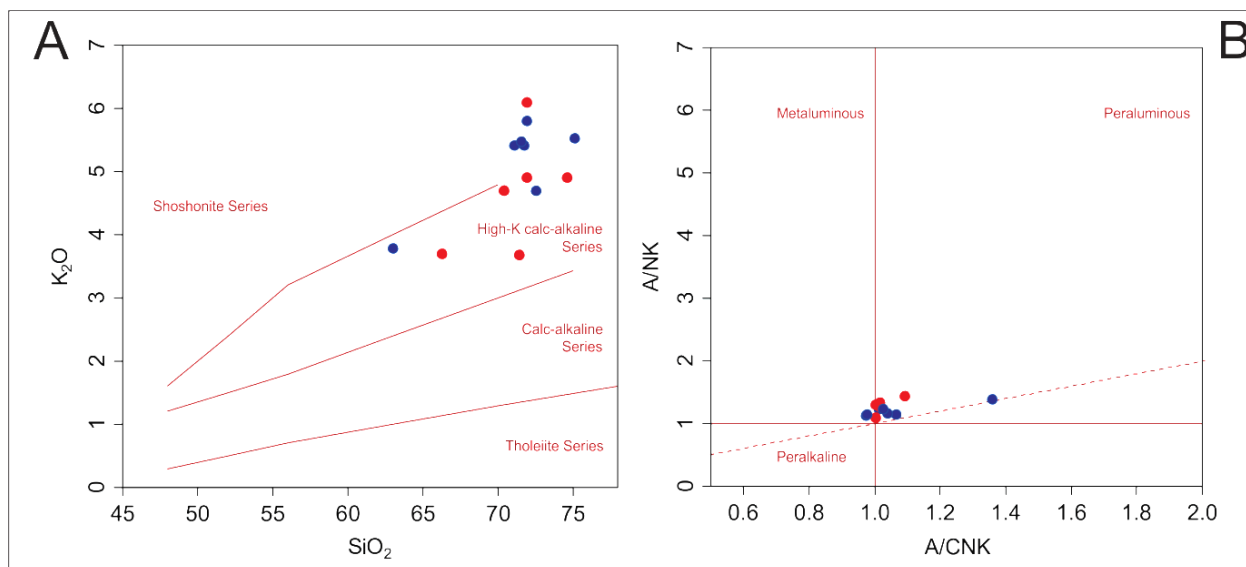 A
7
6
5
4
3
2
1
0
K₂O
45
50
55
60
65
70
75
SiO₂
Shoshonite Series
High-K calc-alkaline
Series
Calc-alkaline
Series
Tholeiite Series
B
7
6
5
4
3
2
1
0
A/NK
0.6
0.8
1.0
1.2
1.4
1.6
1.8
2.0
A/CNK
Metaluminous
Peraluminous
Peralkaline